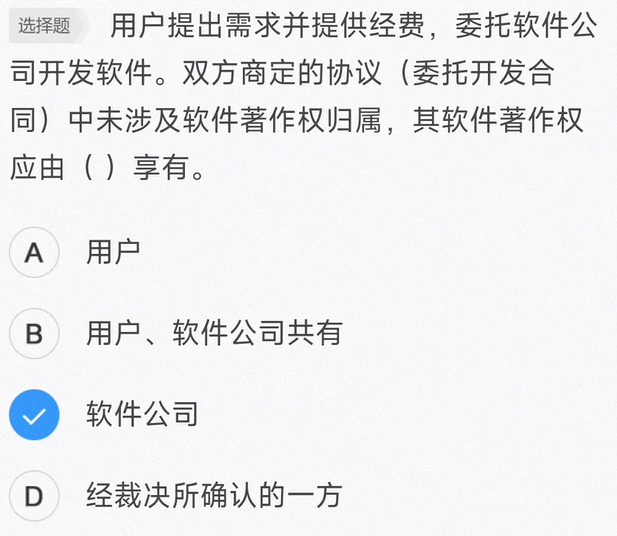 选择题 用户提出需求并提供经费，委托软件公
司开发软件。双方商定的协议（委托开发合
同）中未涉及软件著作权归属，其软件著作权
应由（ ）享有。
A 用户
B 用户、软件公司共有
软件公司
D 经裁决所确认的一方